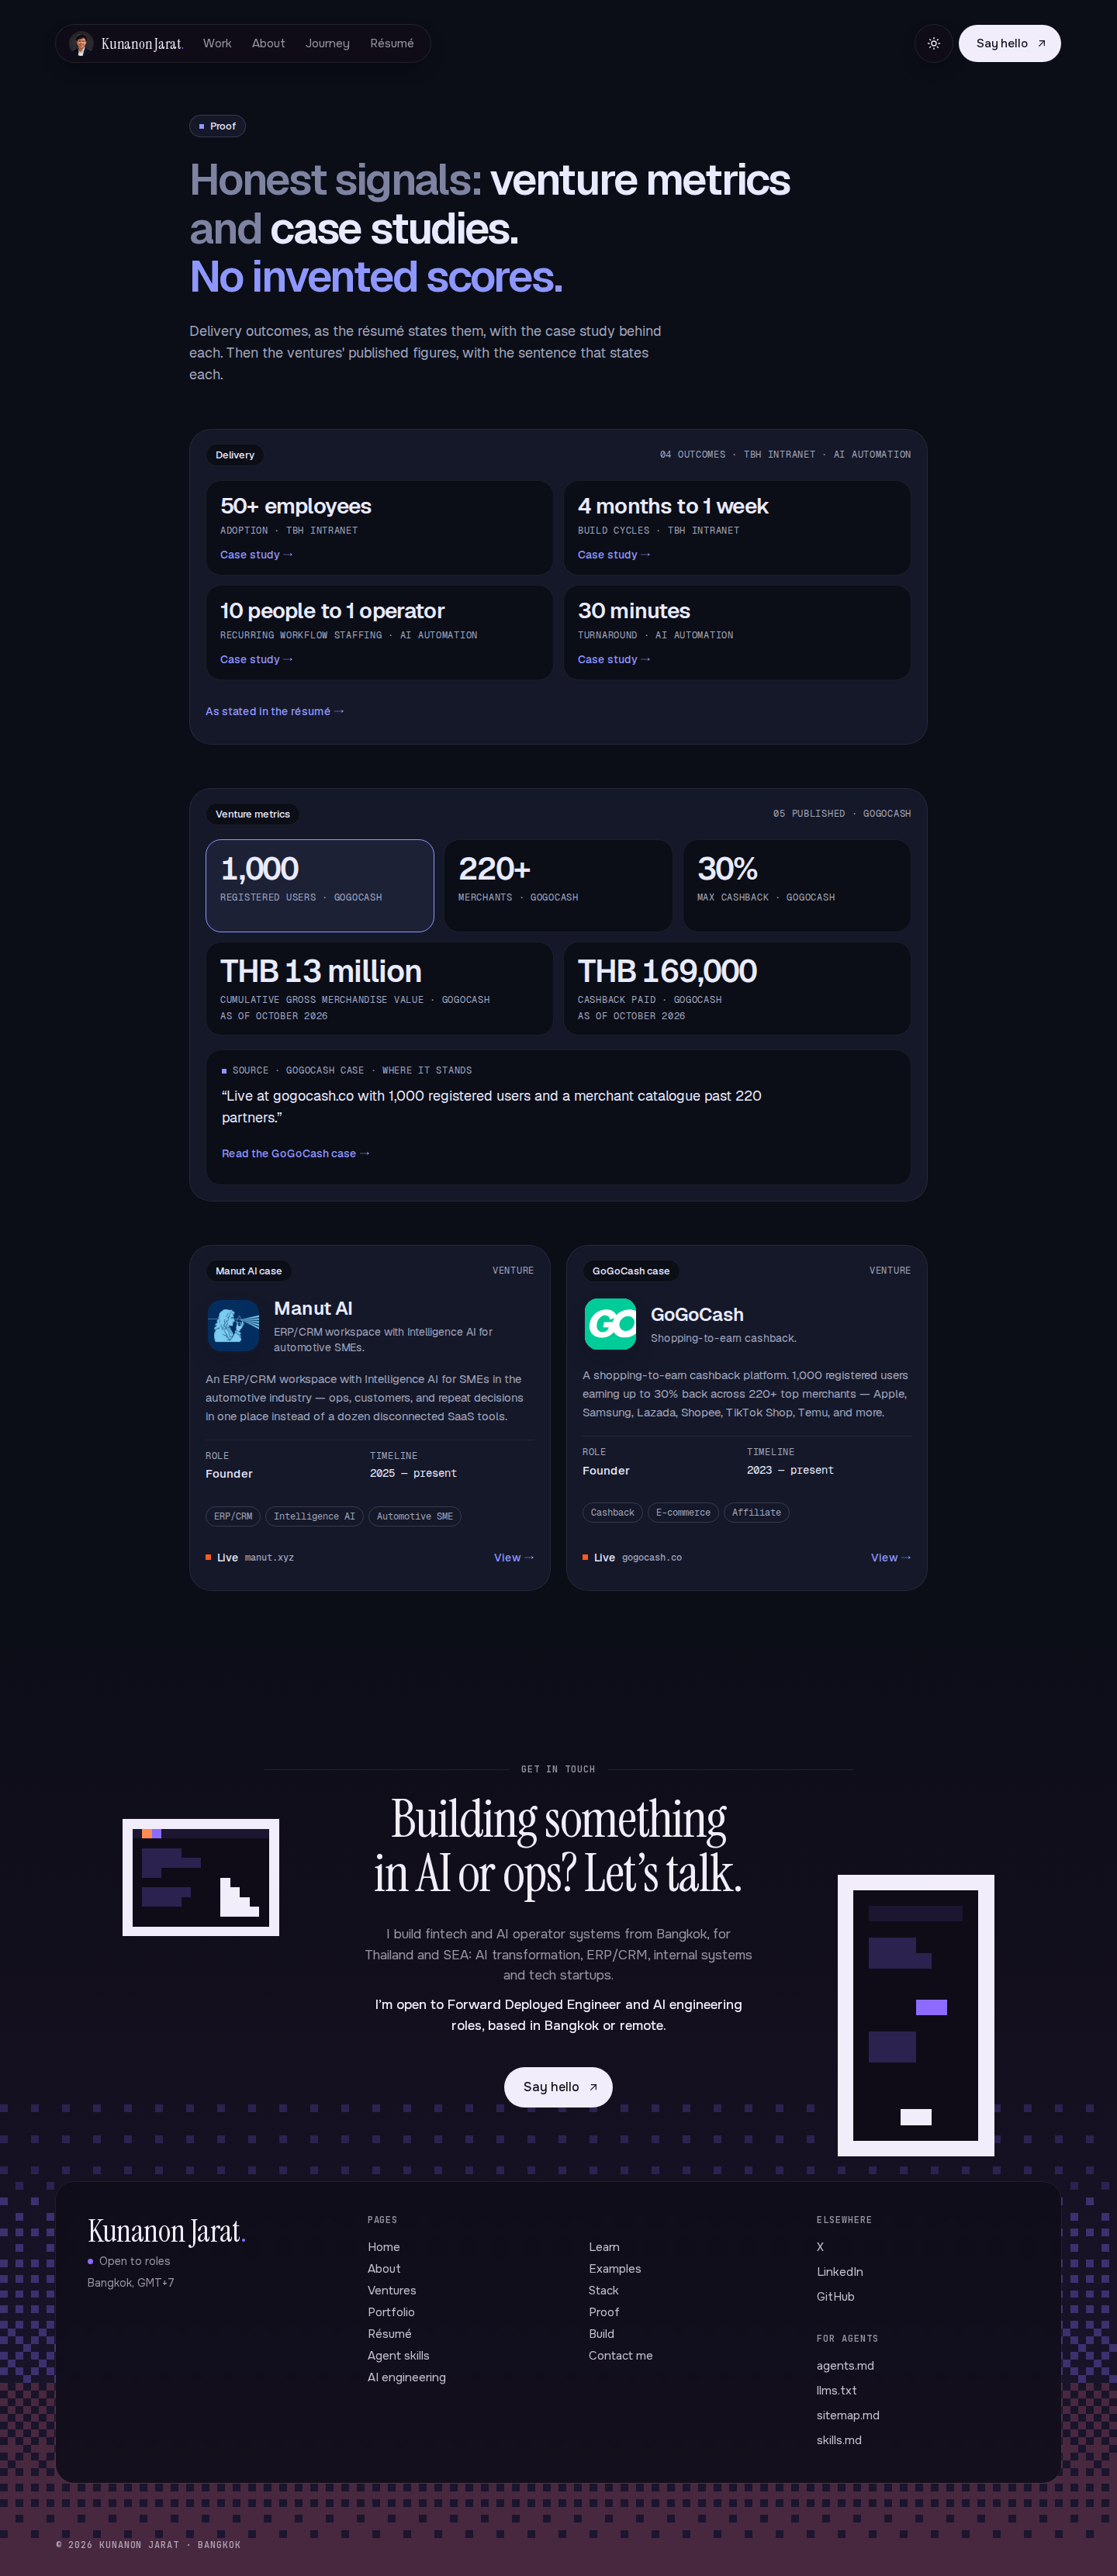 Kunanon Jarat.
Work
About
Journey
Résumé
Say hello
Proof
Honest signals: venture metrics
and case studies.
No invented scores.
Delivery outcomes, as the résumé states them, with the case study behind
each. Then the ventures' published figures, with the sentence that states
each.
Delivery
04 OUTCOMES · TBH INTRANET · AI AUTOMATION
50+ employees
ADOPTION · TBH INTRANET
Case study →
4 months to 1 week
BUILD CYCLES · TBH INTRANET
Case study →
10 people to 1 operator
RECURRING WORKFLOW STAFFING · AI AUTOMATION
Case study →
30 minutes
TURNAROUND · AI AUTOMATION
Case study →
As stated in the résumé →
Venture metrics
05 PUBLISHED · GOGOCASH
1,000
REGISTERED USERS · GOGOCASH
220+
MERCHANTS · GOGOCASH
30%
MAX CASHBACK · GOGOCASH
THB 13 million
CUMULATIVE GROSS MERCHANDISE VALUE · GOGOCASH
AS OF OCTOBER 2026
THB 169,000
CASHBACK PAID · GOGOCASH
AS OF OCTOBER 2026
SOURCE · GOGOCASH CASE · WHERE IT STANDS
“Live at gogocash.co with 1,000 registered users and a merchant catalogue past 220
partners.”
Read the GoGoCash case →
Manut AI case
VENTURE
Manut AI
ERP/CRM workspace with Intelligence AI for
automotive SMEs.
An ERP/CRM workspace with Intelligence AI for SMEs in the
automotive industry — ops, customers, and repeat decisions
in one place instead of a dozen disconnected SaaS tools.
ROLE
Founder
TIMELINE
2025 — present
ERP/CRM
Intelligence AI
Automotive SME
Live manut.xyz
View →
GoGoCash case
VENTURE
GO
GoGoCash
Shopping-to-earn cashback.
A shopping-to-earn cashback platform. 1,000 registered users
earning up to 30% back across 220+ top merchants — Apple,
Samsung, Lazada, Shopee, TikTok Shop, Temu, and more.
ROLE
Founder
TIMELINE
2023 — present
Cashback
E-commerce
Affiliate
Live gogocash.co
View →
GET IN TOUCH
Building something
in AI or ops? Let’s talk.
I build fintech and AI operator systems from Bangkok, for
Thailand and SEA: AI transformation, ERP/CRM, internal systems
and tech startups.
I'm open to Forward Deployed Engineer and AI engineering
roles, based in Bangkok or remote.
Say hello
Kunanon Jarat.
Open to roles
Bangkok, GMT+7
PAGES
Home
About
Ventures
Portfolio
Résumé
Agent skills
AI engineering
Learn
Examples
Stack
Proof
Build
Contact me
ELSEWHERE
X
LinkedIn
GitHub
FOR AGENTS
agents.md
llms.txt
sitemap.md
skills.md
© 2026 KUNANON JARAT · BANGKOK